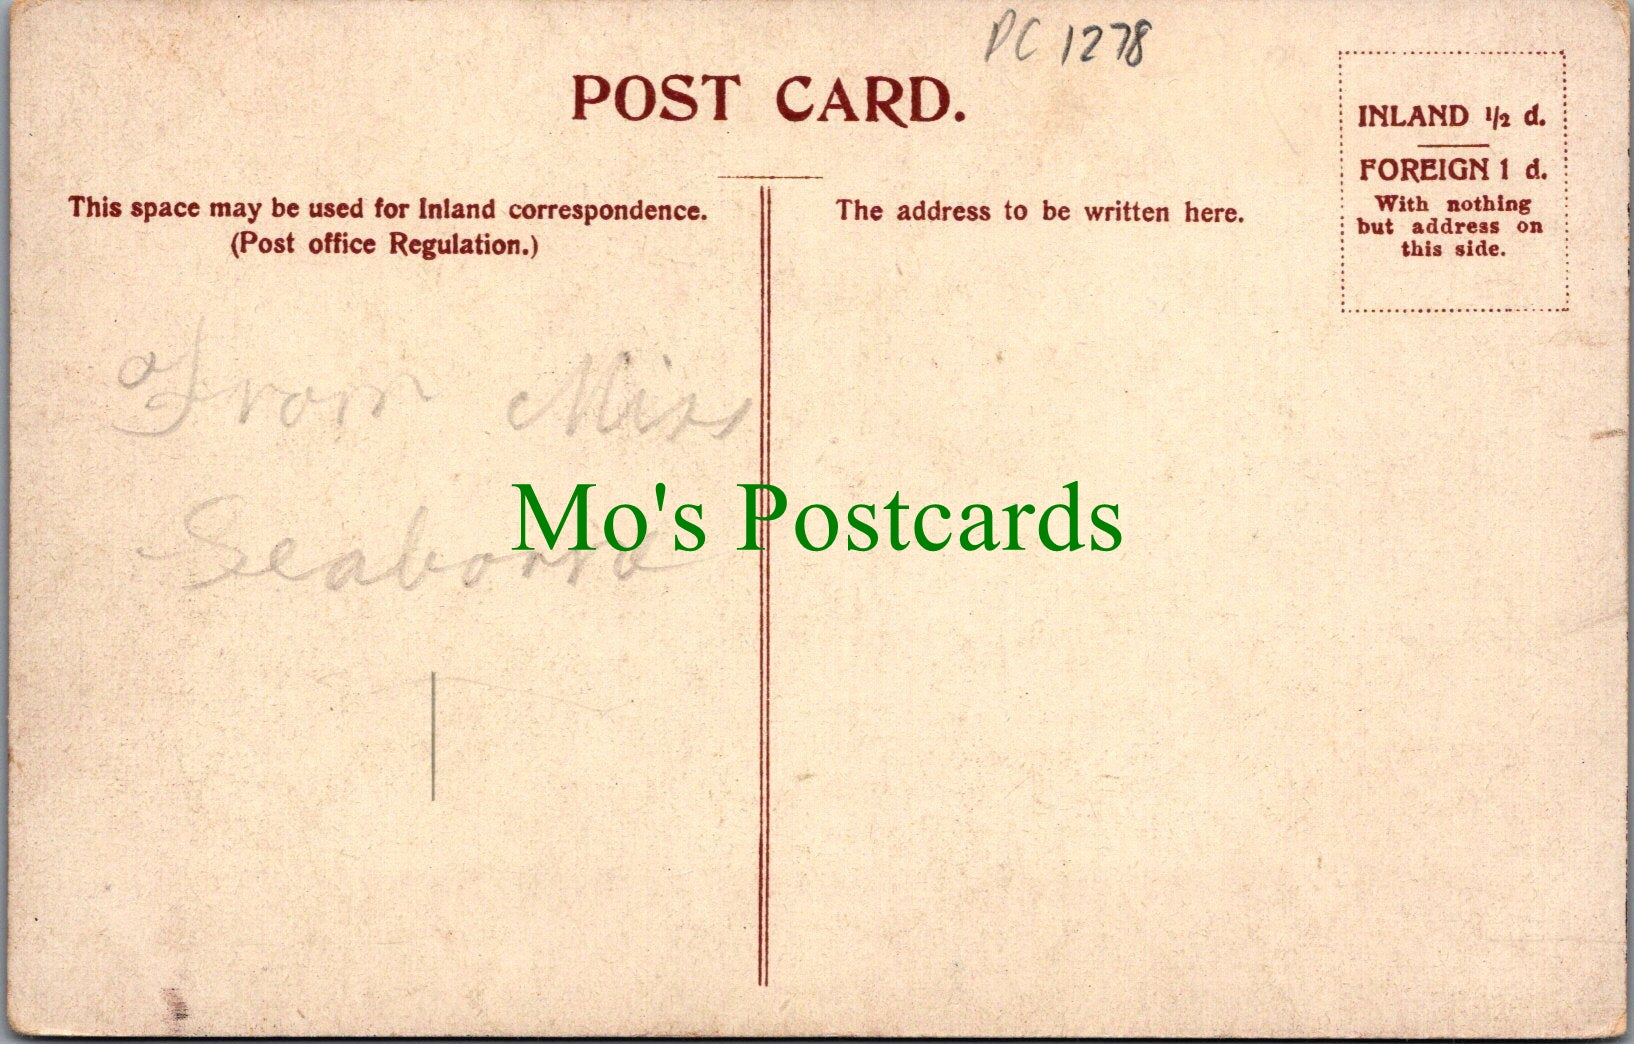 PC 1278
POST CARD.
This space may be used for Inland correspondence.
(Post office Regulation.)
The address to be written here.
INLAND 1/2 d.
FOREIGN 1 d.
With nothing
but address on
this side.
From Miss
Mo's Postcards